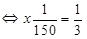 ⇔ x 1/150 = 1/3